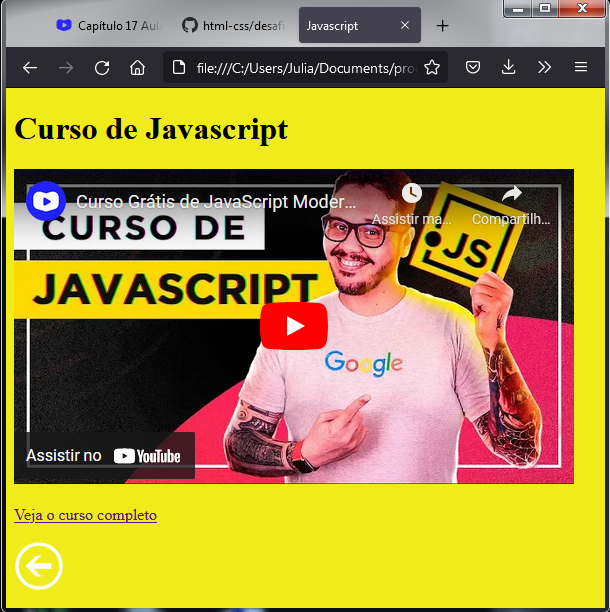 Capítulo 17 Aul
html-css/desafi
Javascript
file:///C:/Users/Julia/Documents/pro
Curso de Javascript
Curso Grátis de JavaScript Moder...
Assistir ma...
Compartilh...
CURSO DE
JAVASCRIPT
JS
Google
Assistir no YouTube
Veja o curso completo